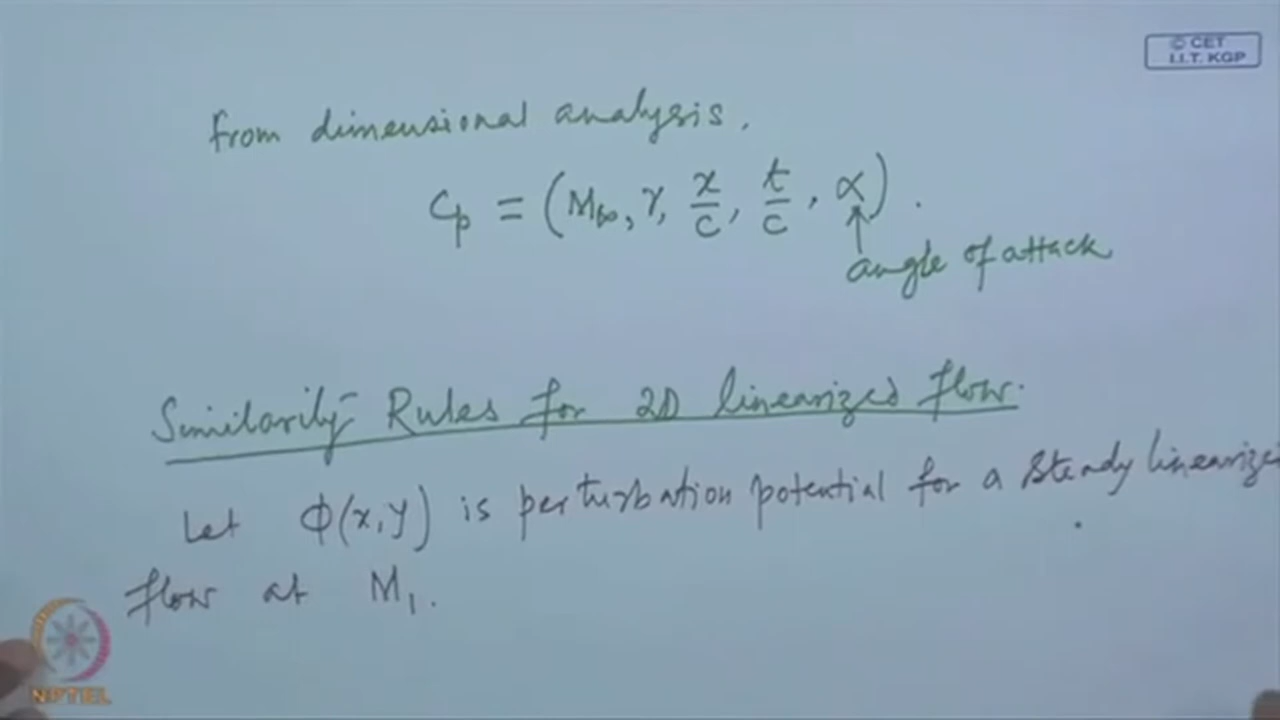 © CET
I.I.T. KGP
From dimensional analysis.
Cp = (M∞, γ, x/c, t/c, α).
↑
angle of attack
Similarity Rules for 2D linearized flow.
Let Φ(x,y) is perturbation potential for a steady linearize
flow at M₁.
NPTEL